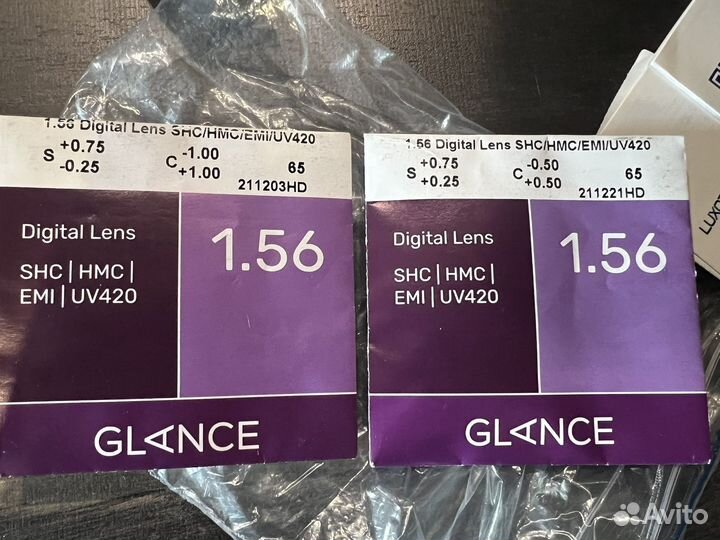 1.56 Digital Lens SHC/HMC/EMI/UV420
S +0.75 C -1.00 65
-0.25 +1.00
211203HD
Digital Lens
1.56
SHC | HMC |
EMI | UV420
GLANCE
1.56 Digital Lens SHC/HMC/EMI/UV420
S +0.75 C -0.50 65
+0.25 +0.50
211221HD
Digital Lens
1.56
SHC | HMC |
EMI | UV420
GLANCE
Avito